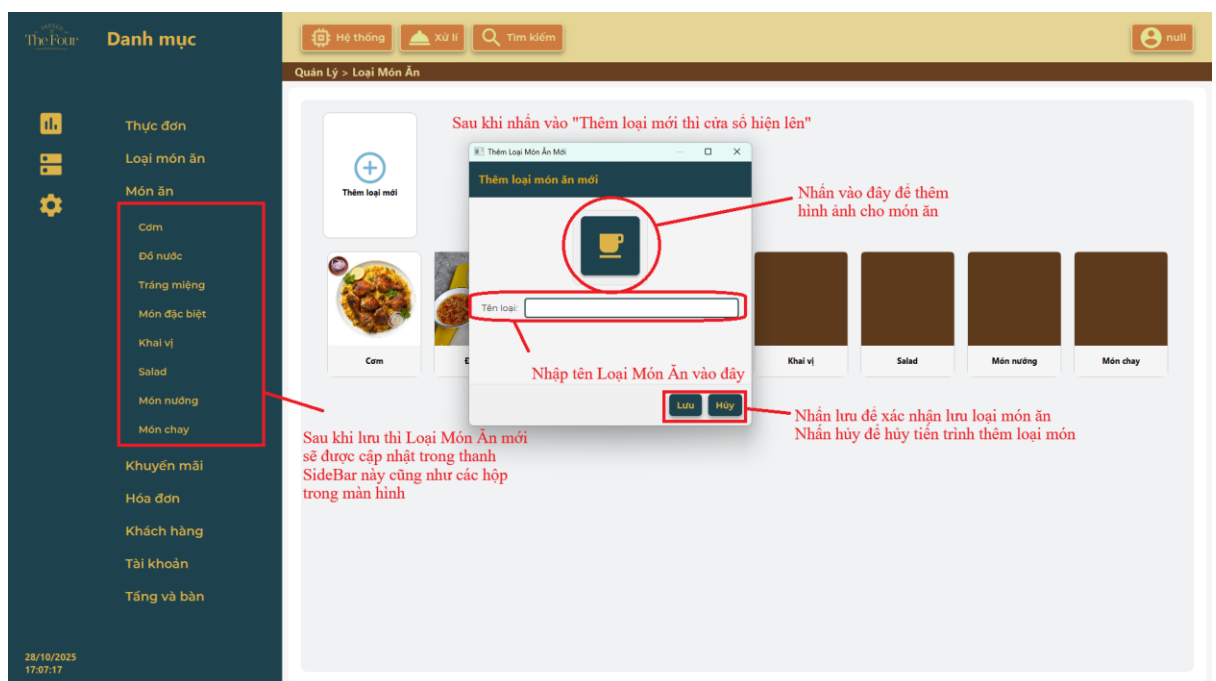 The Four
Danh mục
Hệ thống
Xử lí
Tìm kiếm
null
Quản Lý > Loại Món Ăn
Thực đơn
Loại món ăn
Món ăn
Cơm
Đồ nước
Tráng miệng
Món đặc biệt
Khai vị
Salad
Món nướng
Món chay
Khuyến mãi
Hóa đơn
Khách hàng
Tài khoản
Tầng và bàn
28/10/2025
17:07:17
Sau khi nhấn vào "Thêm loại mới thì cửa sổ hiện lên"
Thêm loại mới
Thêm Loại Món Ăn Mới
Thêm loại món ăn mới
Nhấn vào đây để thêm
hình ảnh cho món ăn
Tên loại:
Nhập tên Loại Món Ăn vào đây
Lưu
Hủy
Cơm
Khai vị
Salad
Món nướng
Món chay
Nhấn lưu để xác nhận lưu loại món ăn
Nhấn hủy để hủy tiến trình thêm loại món
Sau khi lưu thì Loại Món Ăn mới
sẽ được cập nhật trong thanh
SideBar này cũng như các hộp
trong màn hình